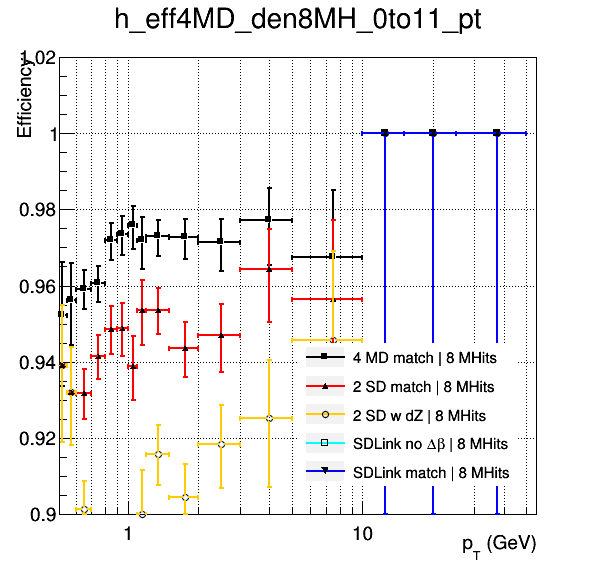 h_eff4MD_den8MH_0to11_pt
Efficiency
1.02
1
0.98
0.96
0.94
0.92
0.9
4 MD match | 8 MHits
2 SD match | 8 MHits
2 SD w dZ | 8 MHits
SDLink no Δβ | 8 MHits
SDLink match | 8 MHits
1
10
p_T (GeV)